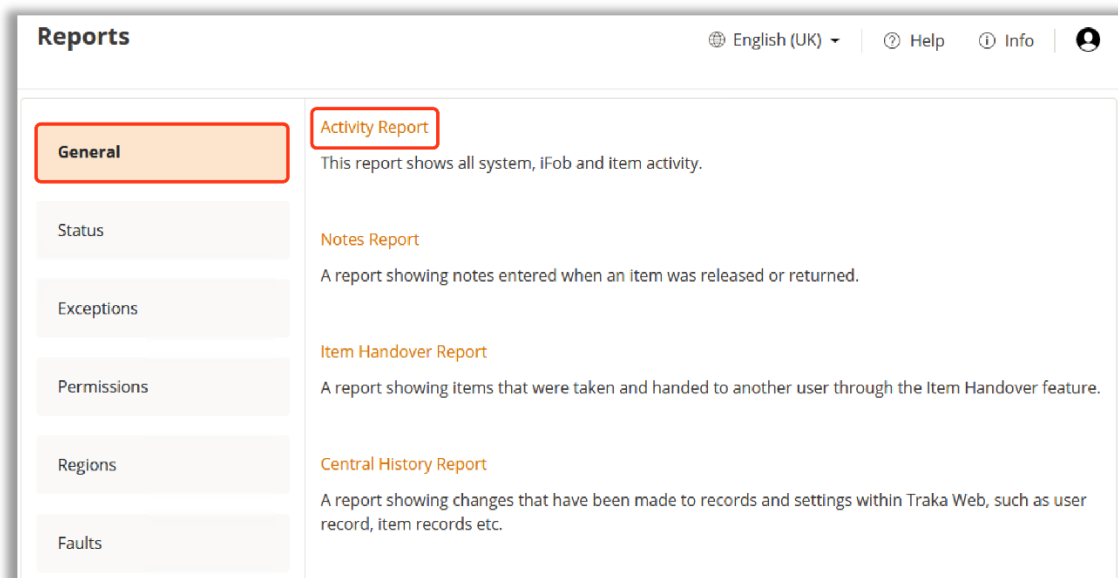 Reports
English (UK)
Help
Info
General
Status
Exceptions
Permissions
Regions
Faults
Activity Report
This report shows all system, iFob and item activity.
Notes Report
A report showing notes entered when an item was released or returned.
Item Handover Report
A report showing items that were taken and handed to another user through the Item Handover feature.
Central History Report
A report showing changes that have been made to records and settings within Traka Web, such as user
record, item records etc.